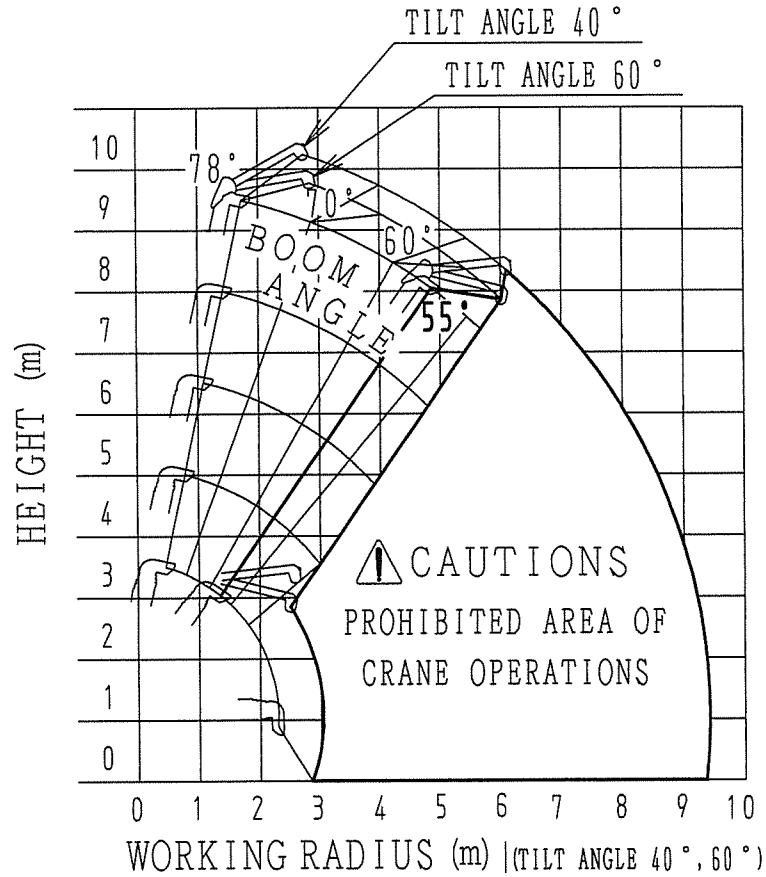 TILT ANGLE 40°
TILT ANGLE 60°
10
9
8
7
6
5
4
3
2
1
0
HEIGHT (m)
78°
70°
60°
55°
BOOM
ANGLE
CAUTIONS
PROHIBITED AREA OF
CRANE OPERATIONS
0 1 2 3 4 5 6 7 8 9 10
WORKING RADIUS (m) (TILT ANGLE 40°, 60°)